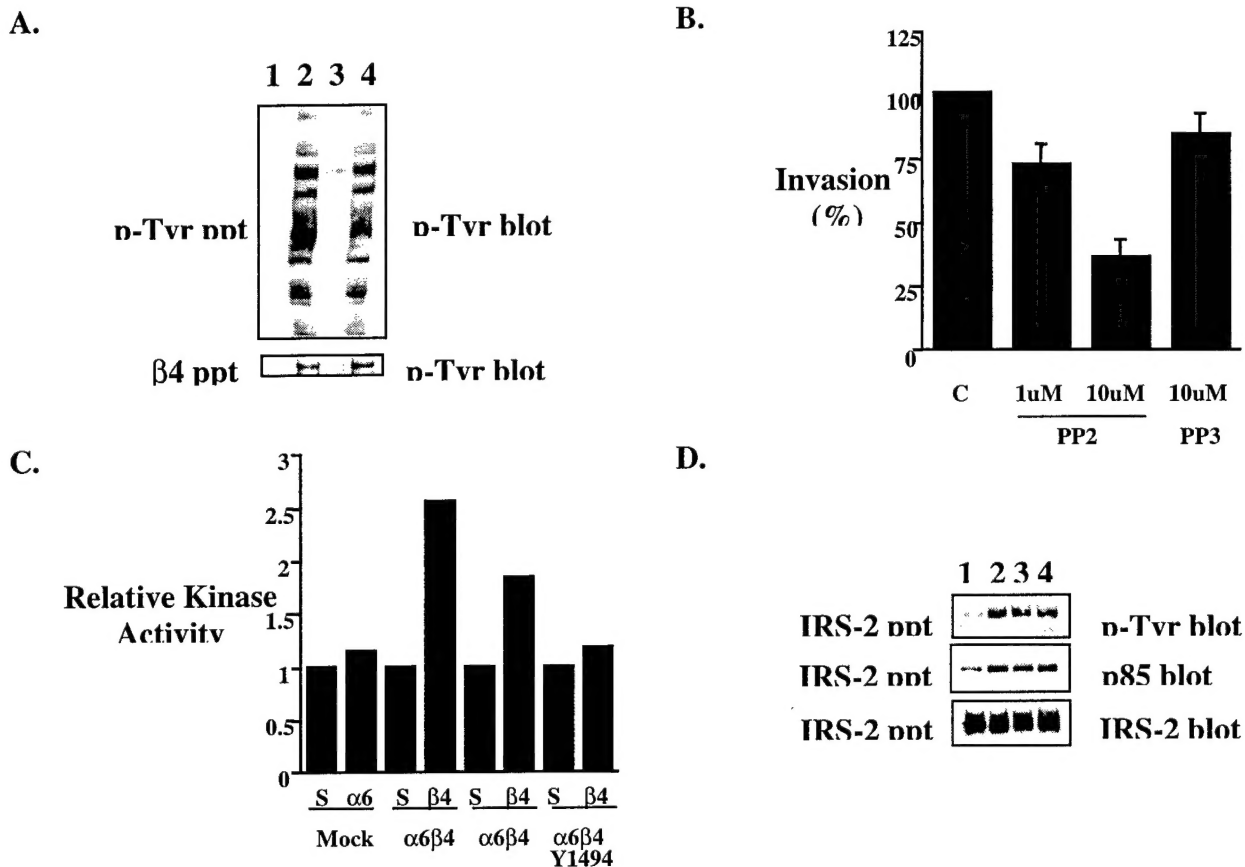 A.
1 2 3 4
p-Tyr ppt
p-Tyr blot
β4 ppt
p-Tyr blot
B.
125
100
75
50
25
0
Invasion
(%)
C
1uM
10uM
10uM
PP2
PP3
C.
3
2.5
2
1.5
1
0.5
0
Relative Kinase
Activity
S α6 S β4 S β4 S β4
Mock α6β4 α6β4 α6β4
Y1494
D.
1 2 3 4
IRS-2 ppt
p-Tyr blot
IRS-2 ppt
p85 blot
IRS-2 ppt
IRS-2 blot